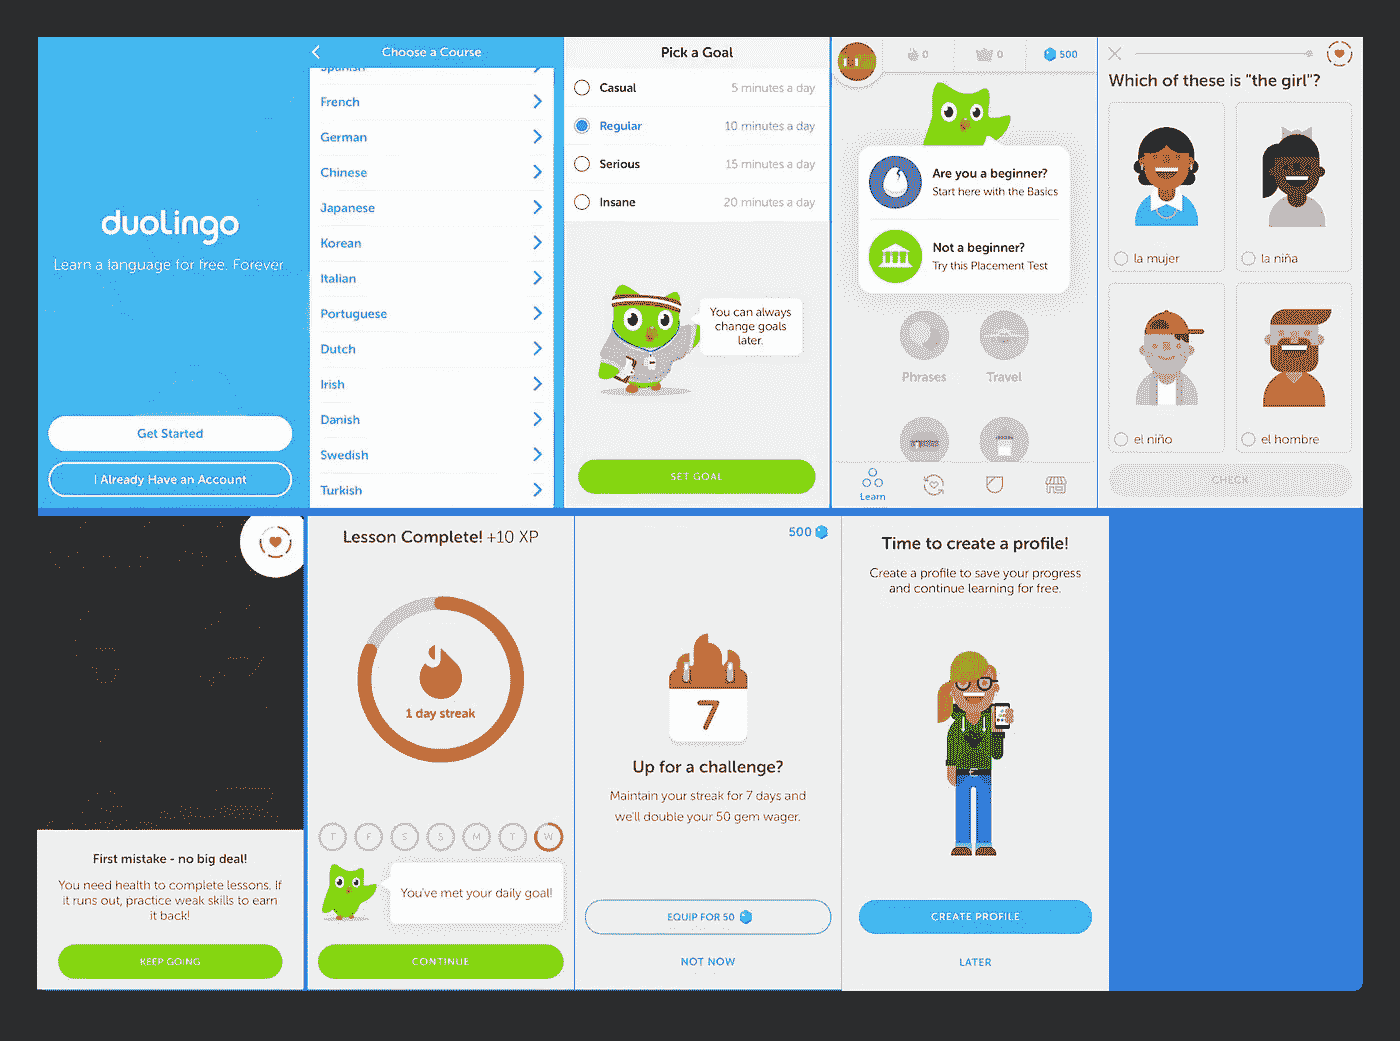 duolingo
Learn a language for free. Forever
Get Started
I Already Have an Account
Choose a Course
Spanish
French
German
Chinese
Japanese
Korean
Italian
Portuguese
Dutch
Irish
Danish
Swedish
Turkish
Pick a Goal
Casual 5 minutes a day
Regular 10 minutes a day
Serious 15 minutes a day
Insane 20 minutes a day
You can always
change goals
later.
SET GOAL
0 0 500
Are you a beginner?
Start here with the Basics
Not a beginner?
Try this Placement Test
Phrases Travel
Learn
Which of these is "the girl"?
la mujer la niña
el niño el hombre
CHECK
First mistake - no big deal!
You need health to complete lessons. If
it runs out, practice weak skills to earn
it back!
KEEP GOING
Lesson Complete! +10 XP
1 day streak
T F S S M T W
You've met your daily goal!
CONTINUE
500
7
Up for a challenge?
Maintain your streak for 7 days and
we'll double your 50 gem wager.
EQUIP FOR 50
NOT NOW
Time to create a profile!
Create a profile to save your progress
and continue learning for free.
CREATE PROFILE
LATER